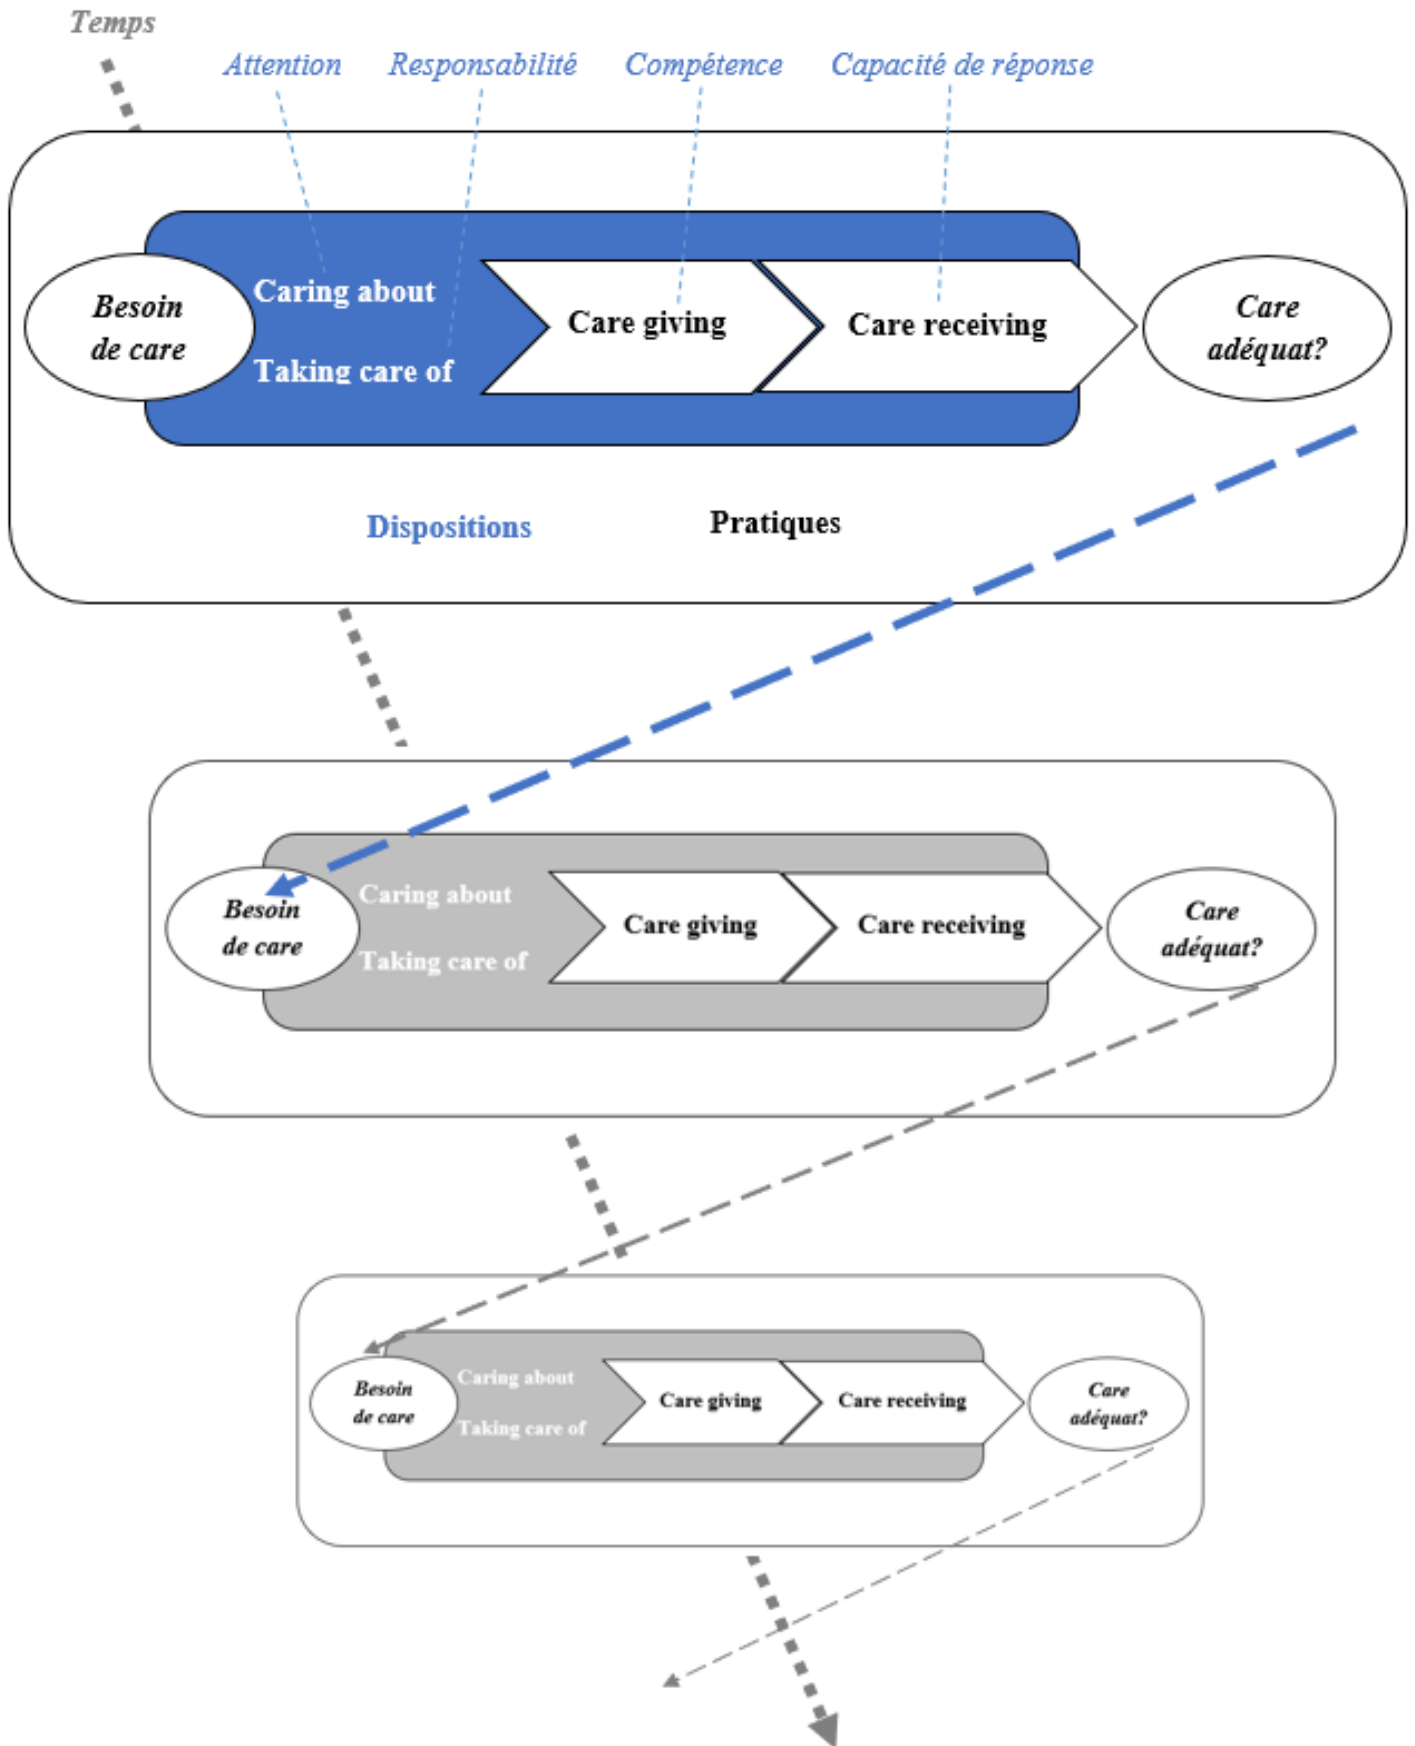 Temps
Attention
Responsabilité
Compétence
Capacité de réponse
Besoin
de care
Caring about
Taking care of
Care giving
Care receiving
Care
adéquat?
Dispositions
Pratiques
Besoin
de care
Caring about
Taking care of
Care giving
Care receiving
Care
adéquat?
Besoin
de care
Caring about
Taking care of
Care giving
Care receiving
Care
adéquat?